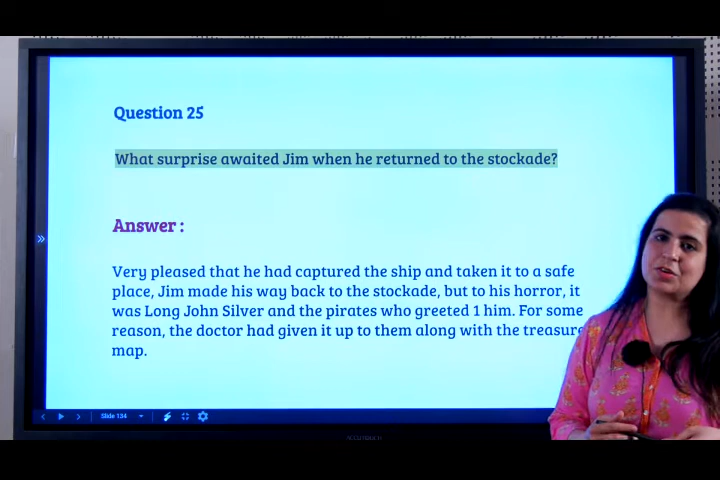 Question 25
What surprise awaited Jim when he returned to the stockade?
Answer :
Very pleased that he had captured the ship and taken it to a safe
place, Jim made his way back to the stockade, but to his horror, it
was Long John Silver and the pirates who greeted 1 him. For some
reason, the doctor had given it up to them along with the treasure
map.
Slide 134